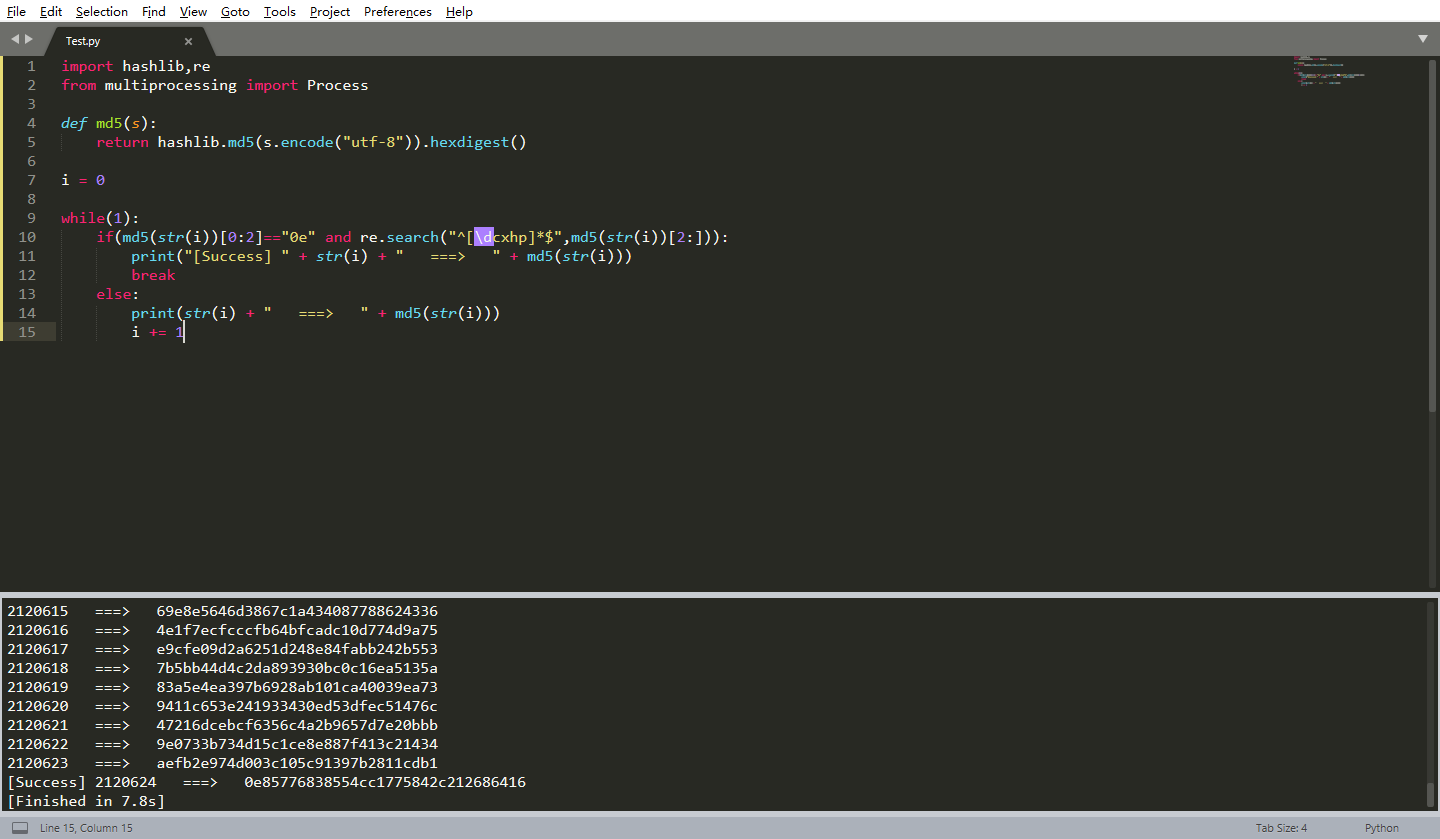 File Edit Selection Find View Goto Tools Project Preferences Help
Test.py ×
1 import hashlib,re
2 from multiprocessing import Process
3
4 def md5(s):
5     return hashlib.md5(s.encode("utf-8")).hexdigest()
6
7 i = 0
8
9 while(1):
10     if(md5(str(i))[0:2]=="0e" and re.search("^[\dcxhp]*$",md5(str(i))[2:])):
11         print("[Success] " + str(i) + "   ===>   " + md5(str(i)))
12         break
13     else:
14         print(str(i) + "   ===>   " + md5(str(i)))
15         i += 1
2120615   ===>   69e8e5646d3867c1a434087788624336
2120616   ===>   4e1f7ecfcccfb64bfcadc10d774d9a75
2120617   ===>   e9cfe09d2a6251d248e84fabb242b553
2120618   ===>   7b5bb44d4c2da893930bc0c16ea5135a
2120619   ===>   83a5e4ea397b6928ab101ca40039ea73
2120620   ===>   9411c653e241933430ed53dfec51476c
2120621   ===>   47216dcebcf6356c4a2b9657d7e20bbb
2120622   ===>   9e0733b734d15c1ce8e887f413c21434
2120623   ===>   aefb2e974d003c105c91397b2811cdb1
[Success] 2120624   ===>   0e85776838554cc1775842c212686416
[Finished in 7.8s]
Line 15, Column 15 Tab Size: 4 Python